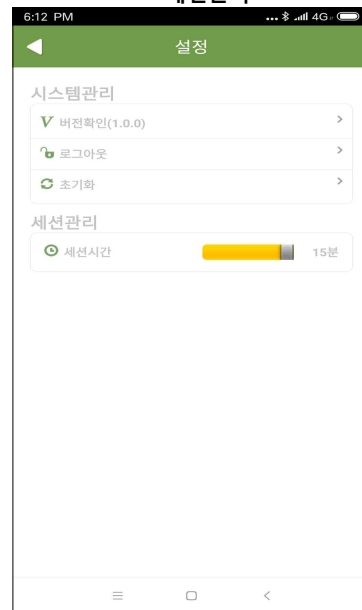 6:12 PM ... 4G
설정
시스템관리
V 버전확인(1.0.0)
로그아웃
초기화
세션관리
세션시간 15분